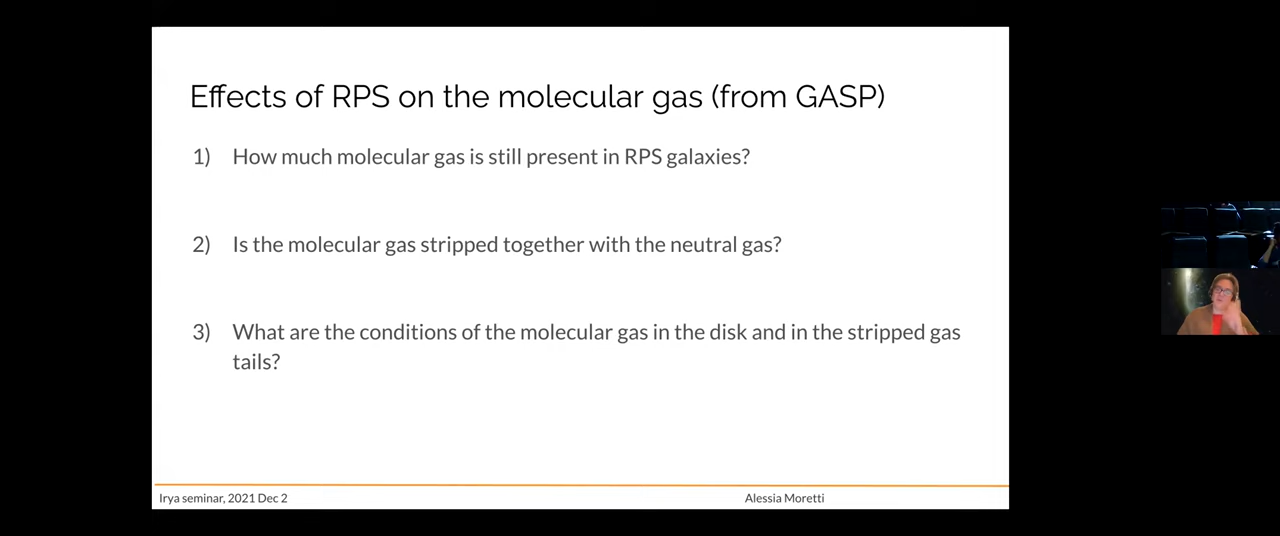 Effects of RPS on the molecular gas (from GASP)
1) How much molecular gas is still present in RPS galaxies?
2) Is the molecular gas stripped together with the neutral gas?
3) What are the conditions of the molecular gas in the disk and in the stripped gas
tails?
Irya seminar, 2021 Dec 2
Alessia Moretti